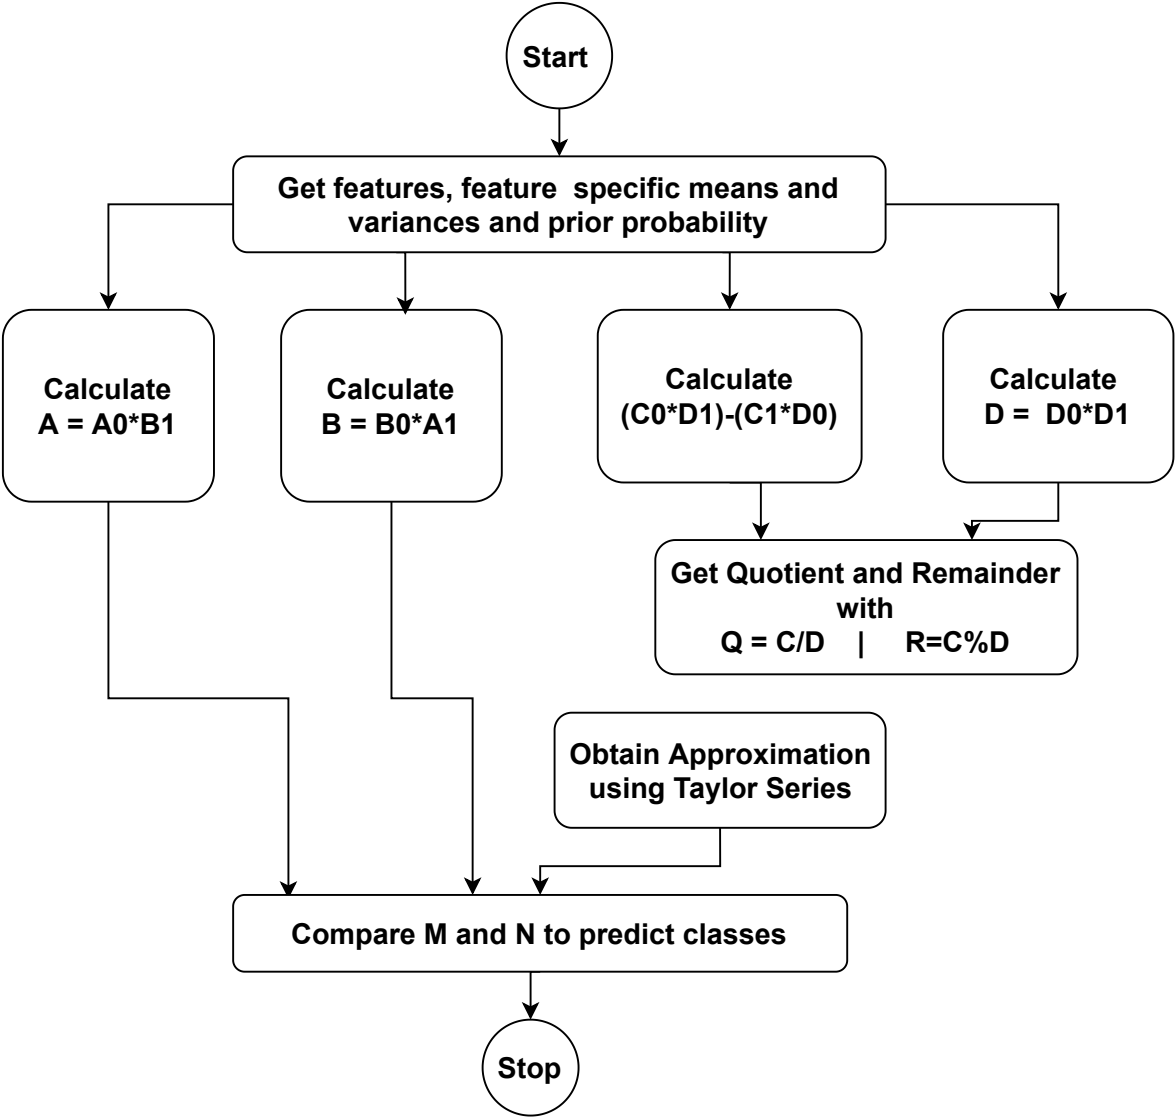 Start
Get features, feature specific means and
variances and prior probability
Calculate
A = A0*B1
Calculate
B = B0*A1
Calculate
(C0*D1)-(C1*D0)
Calculate
D = D0*D1
Get Quotient and Remainder
with
Q = C/D | R=C%D
Obtain Approximation
using Taylor Series
Compare M and N to predict classes
Stop